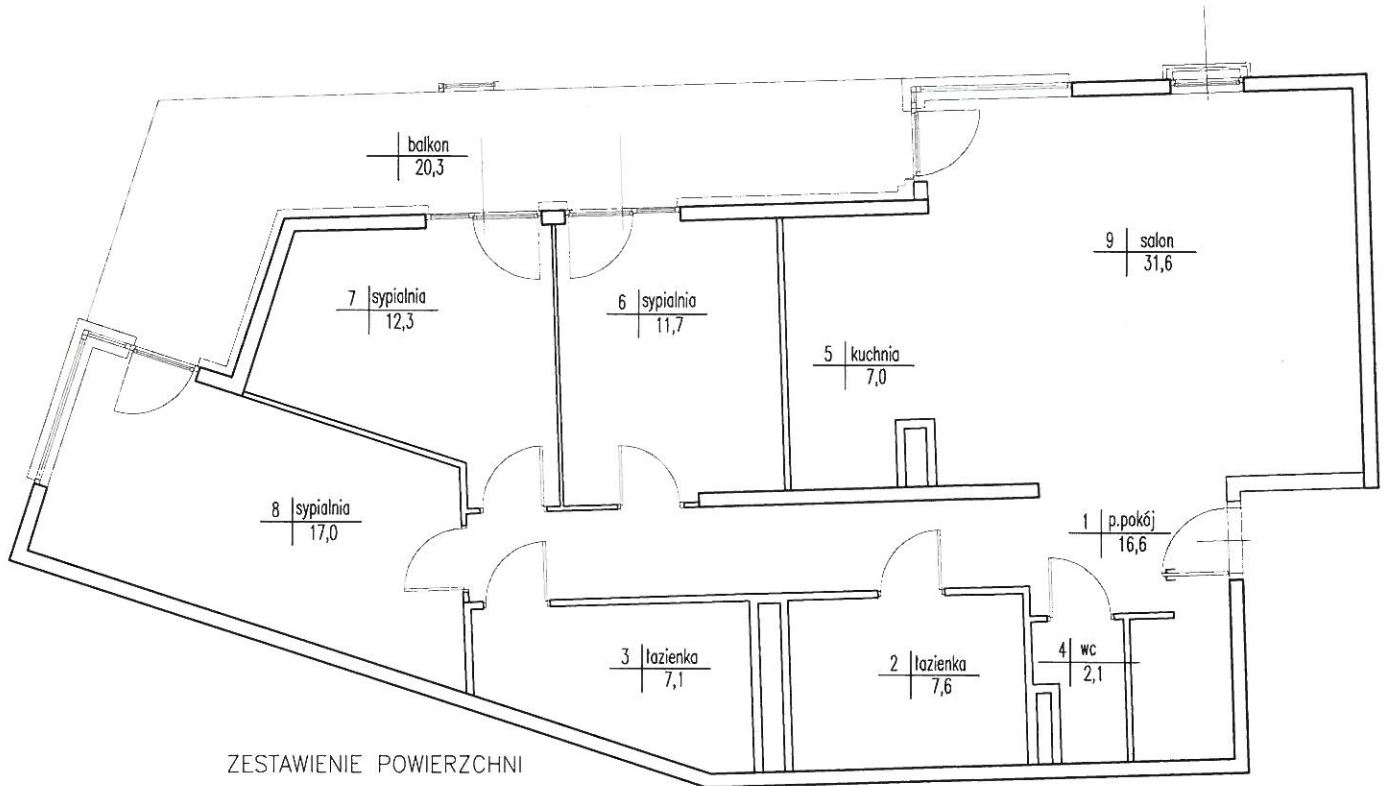 balkon
20,3
9 salon
31,6
7 sypialnia
12,3
6 sypialnia
11,7
5 kuchnia
7,0
8 sypialnia
17,0
1 p.pokój
16,6
3 łazienka
7,1
2 łazienka
7,6
4 wc
2,1
ZESTAWIENIE POWIERZCHNI